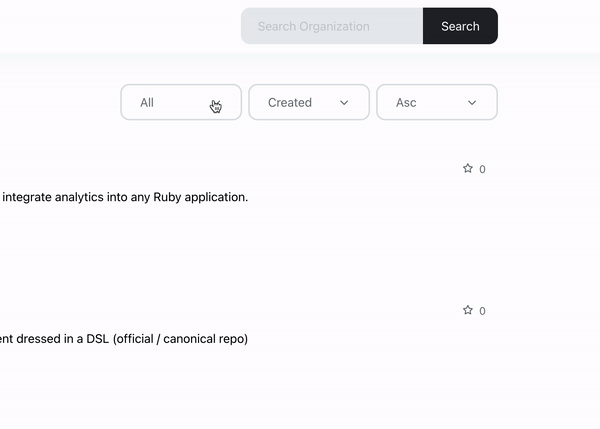 Search Organization Search
All Created Asc
0
integrate analytics into any Ruby application.
0
dressed in a DSL (official / canonical repo)